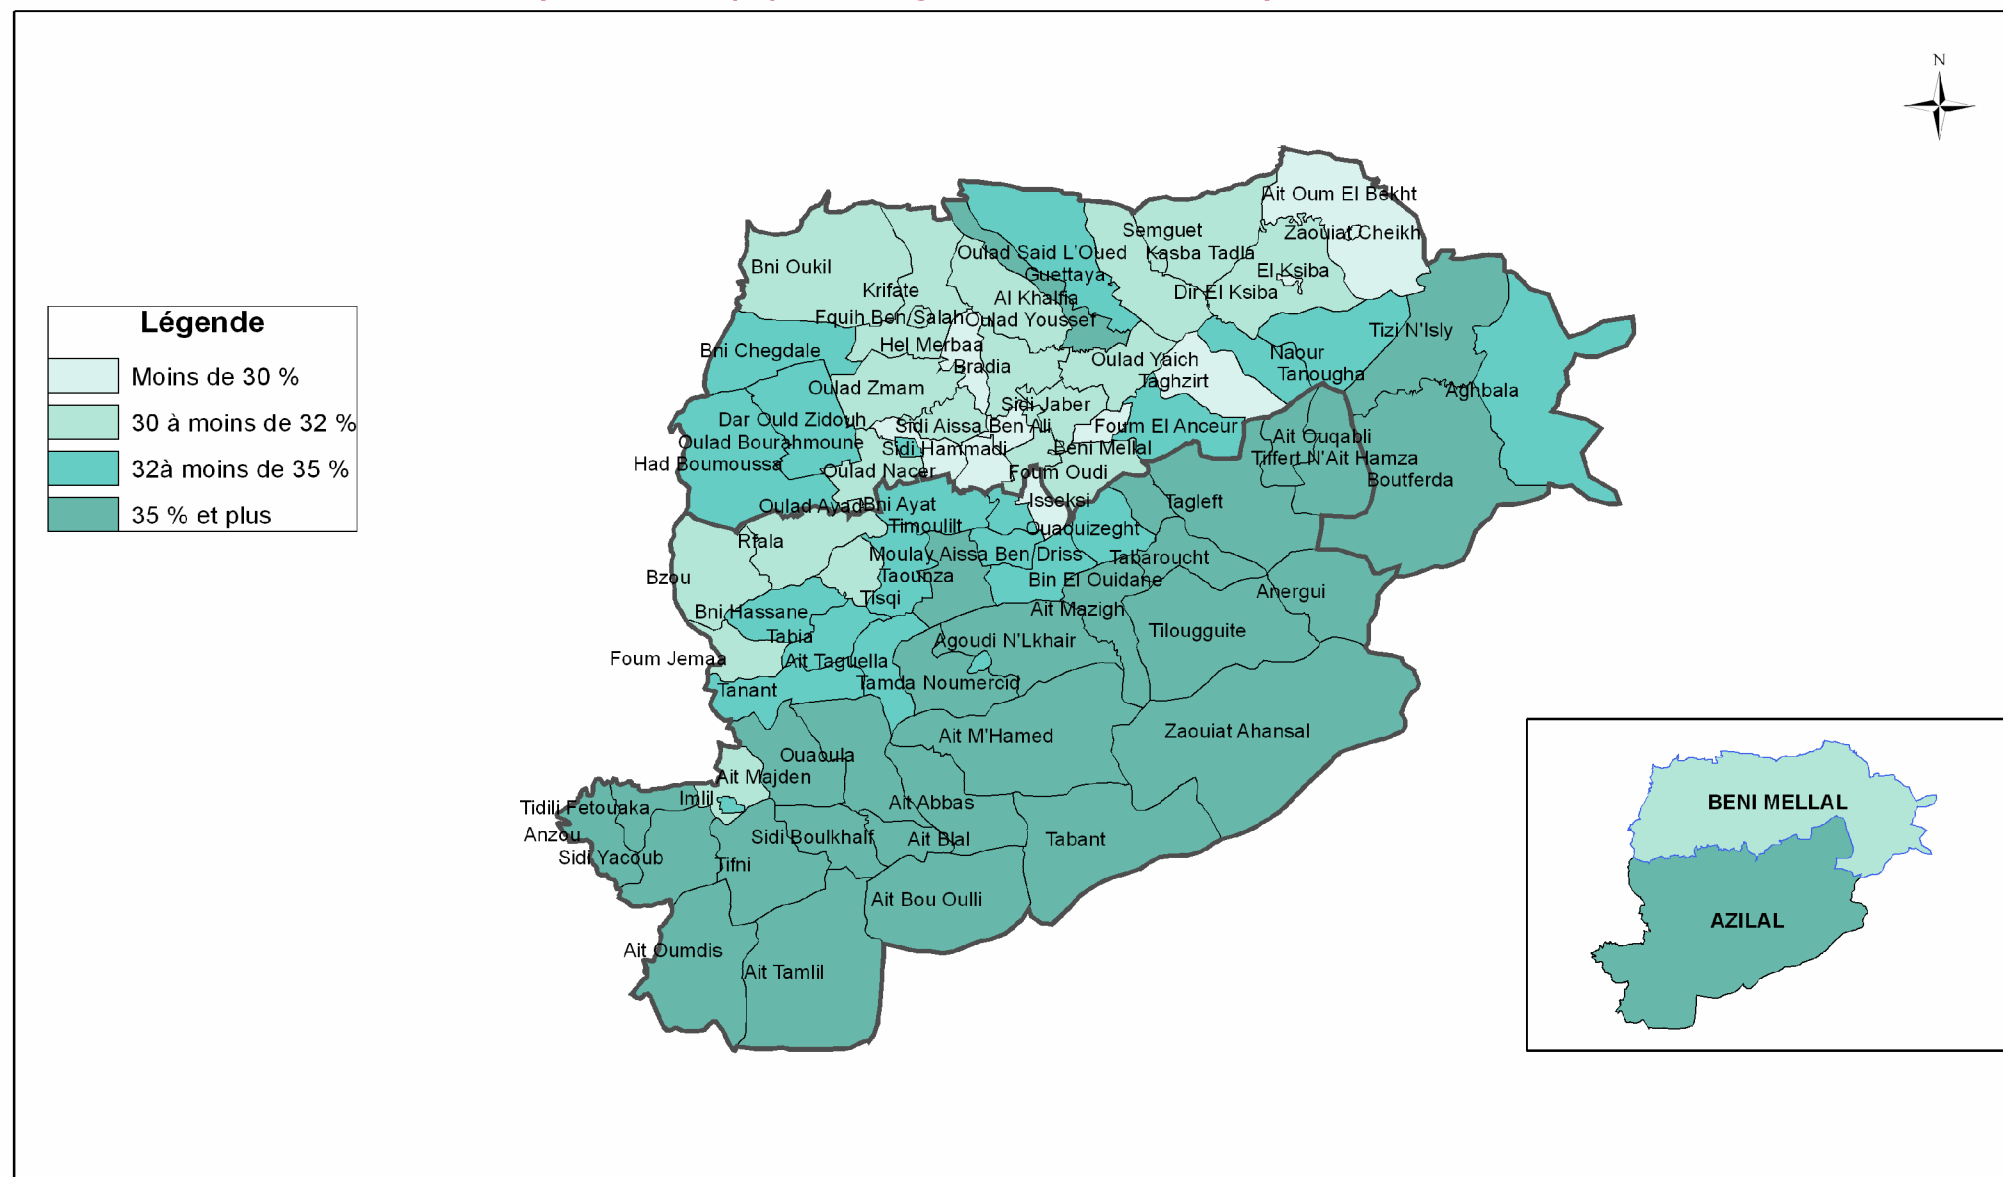 N
Légende
Moins de 30 %
30 à moins de 32 %
32à moins de 35 %
35 % et plus
Ait Oum El Bekht
Semguet
Zaouiat Cheikh
Oulad Said L'Oued
Kasba Tadla
Bni Oukil
Guettaya
El Ksiba
Krifate
Al Khalfia
Dir El Ksiba
Fquih Ben Salah
Oulad Youssef
Tizi N'Isly
Bni Chegdale
Hel Merbaa
Naour
Bradia
Oulad Yaich
Tanougha
Oulad Zmam
Taghzirt
Aghbala
Sidi Jaber
Dar Ould Zidouh
Sidi Aissa Ben Ali
Foum El Anceur
Oulad Bourahmoune
Ait Ouqabli
Sidi Hammadi
Beni Mellal
Had Boumoussa
Tiffert N'Ait Hamza
Oulad Nacer
Foum Oudi
Boutferda
Oulad Ayad
Bni Ayat
Isseksi
Tagleft
Timoulilt
Ouaouizeght
Rfala
Moulay Aissa Ben Driss
Tabaroucht
Bzou
Taounza
Bin El Ouidane
Tisqi
Anergui
Bni Hassane
Ait Mazigh
Tabia
Agoudi N'Lkhair
Tilougguite
Foum Jemaa
Ait Taguella
Tanant
Tamda Noumercid
Ait M'Hamed
Zaouiat Ahansal
Ouaoula
Ait Majden
Imlil
Ait Abbas
Tidili Fetouaka
Anzou
Sidi Boulkhalf
Ait Blal
Tabant
Sidi Yacoub
Tifni
Ait Bou Oulli
Ait Oumdis
Ait Tamlil
BENI MELLAL
AZILAL